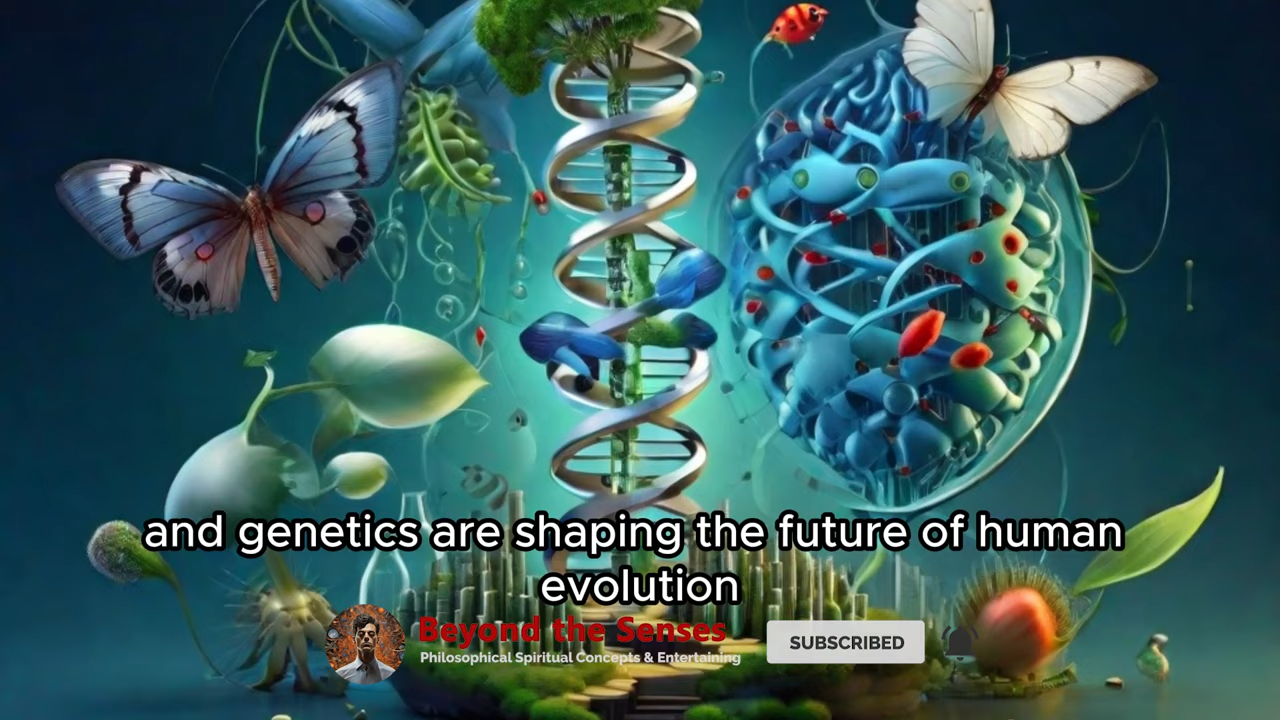 and genetics are shaping the future of human
evolution
Beyond the Senses
Philosophical Spiritual Concepts & Entertaining
SUBSCRIBED